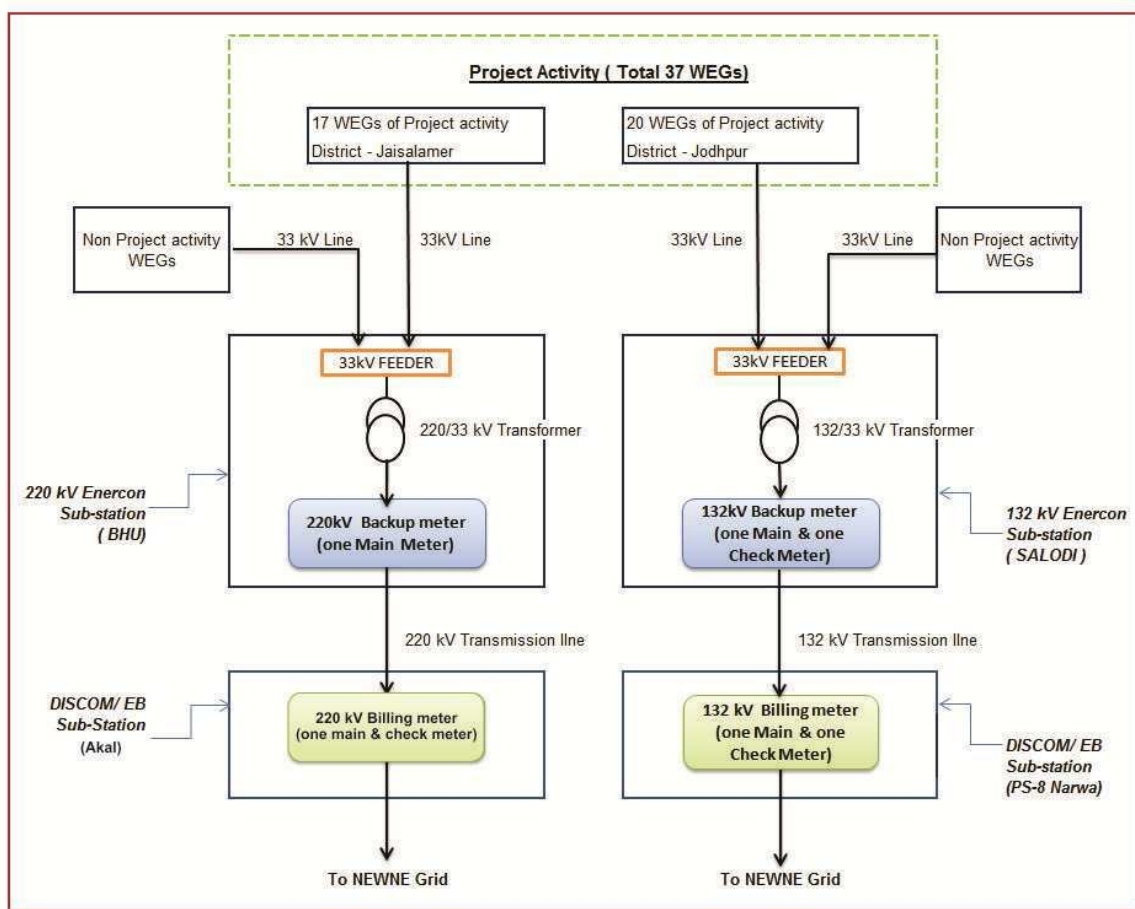 Project Activity ( Total 37 WEGs)
17 WEGs of Project activity
District - Jaisalamer
20 WEGs of Project activity
District - Jodhpur
Non Project activity
WEGs
33 kV Line
33kV Line
33kV Line
33kV Line
Non Project activity
WEGs
33kV FEEDER
33kV FEEDER
220/33 kV Transformer
132/33 kV Transformer
220 kV Enercon
Sub-station
( BHU)
220kV Backup meter
(one Main Meter)
132kV Backup meter
(one Main & one
Check Meter)
132 kV Enercon
Sub-station
( SALODI )
220 kV Transmission lIne
132 kV Transmission lIne
DISCOM/ EB
Sub-Station
(Akal)
220 kV Billing meter
(one main & check meter)
132 kV Billing meter
(one Main & one
Check Meter)
DISCOM/ EB
Sub-station
(PS-8 Narwa)
To NEWNE Grid
To NEWNE Grid